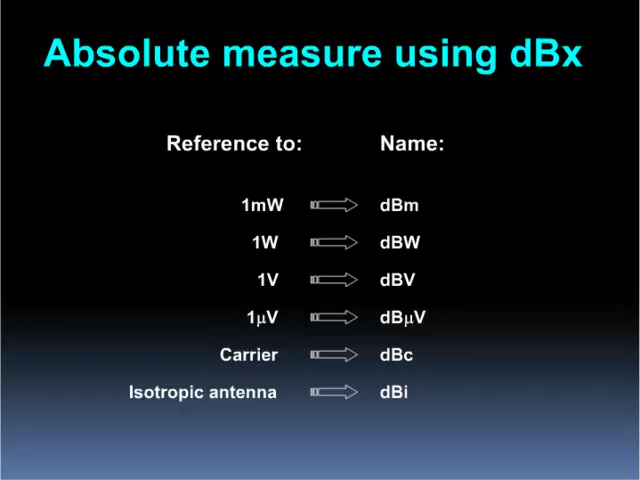 Absolute measure using dBx
Reference to: Name:
1mW dBm
1W dBW
1V dBV
1μV dBμV
Carrier dBc
Isotropic antenna dBi